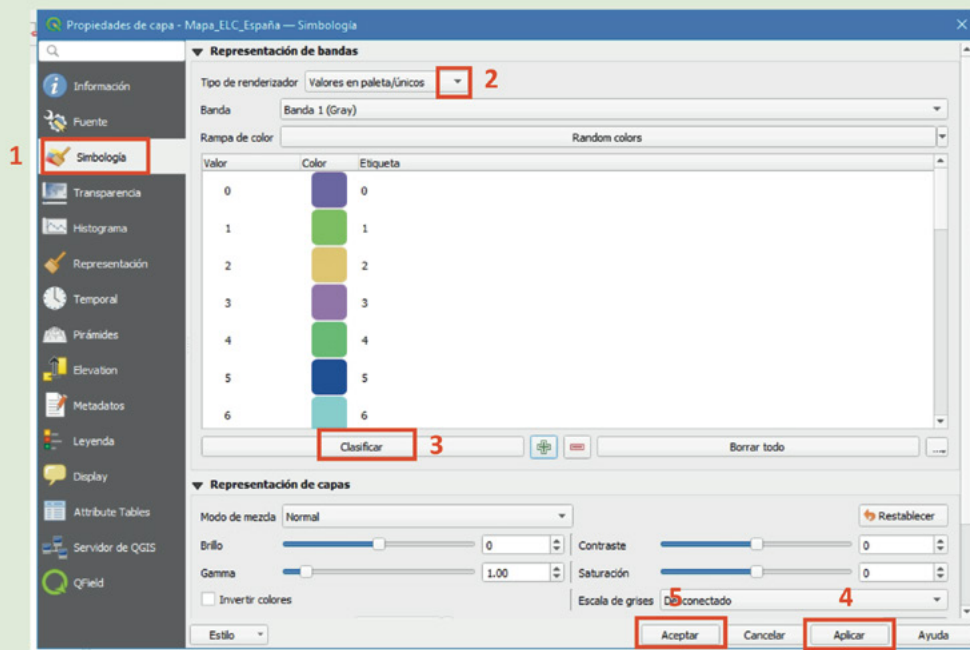 Propiedades de capa - Mapa_ELC_España — Simbología
Representación de bandas
Información
Fuente
1
Simbología
Transparencia
Histograma
Representación
Temporal
Pirámides
Elevation
Metadatos
Leyenda
Display
Attribute Tables
Servidor de QGIS
QField
Tipo de renderizador Valores en paleta/únicos 2
Banda Banda 1 (Gray)
Rampa de color Random colors
Valor Color Etiqueta
0 0
1 1
2 2
3 3
4 4
5 5
6 6
Clasificar 3 Borrar todo ...
Representación de capas
Modo de mezcla Normal Restablecer
Brillo 0 Contraste 0
Gamma 1.00 Saturación 0
Invertir colores Escala de grises Desconectado
5 4
Estilo Aceptar Cancelar Aplicar Ayuda